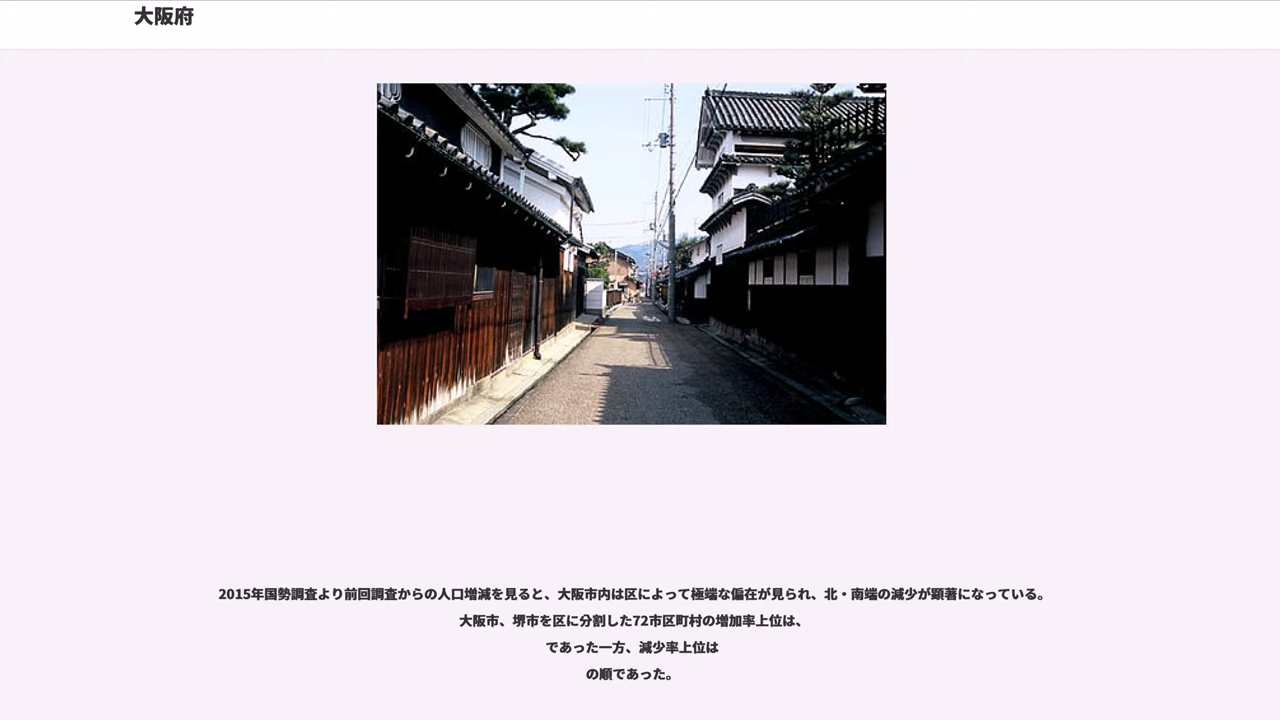 大阪府
2015年国勢調査より前回調査からの人口増減を見ると、大阪市内は区によって極端な偏在が見られ、北・南端の減少が顕著になっている。
大阪市、堺市を区に分割した72市区町村の増加率上位は、
であった一方、減少率上位は
の順であった。